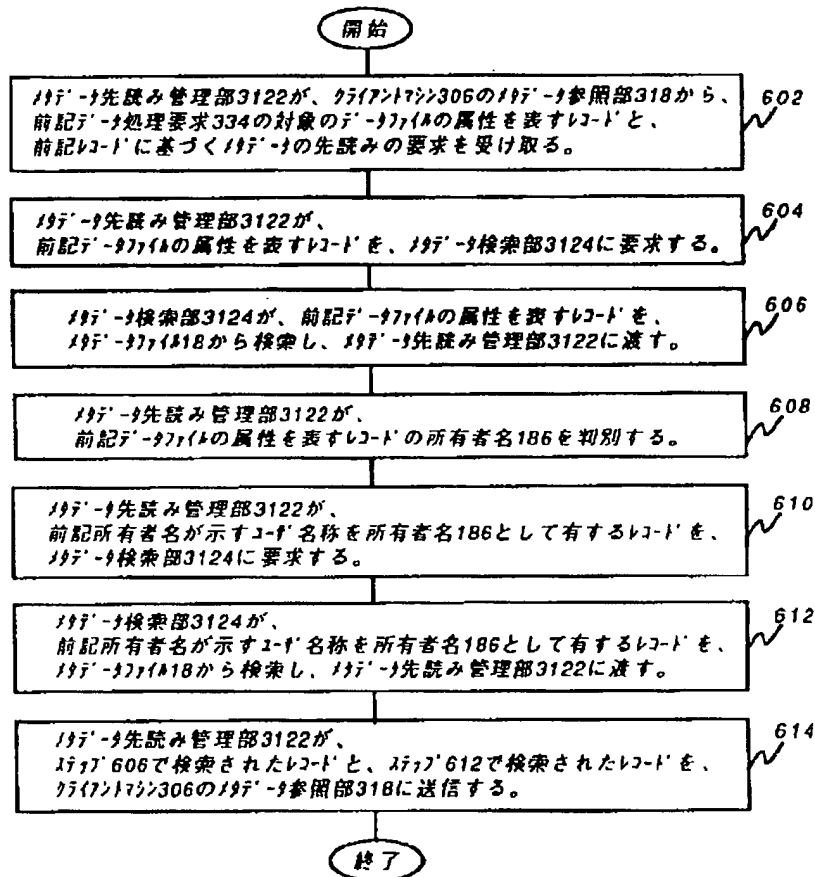 開始
ﾒﾀﾃﾞｰﾀ先読み管理部3122が、ｸﾗｲｱﾝﾄﾏｼﾝ306のﾒﾀﾃﾞｰﾀ参照部318から、
前記ﾃﾞｰﾀ処理要求334の対象のﾃﾞｰﾀﾌｧｲﾙの属性を表すﾚｺｰﾄﾞと、
前記ﾚｺｰﾄﾞに基づくﾒﾀﾃﾞｰﾀの先読みの要求を受け取る。
602
ﾒﾀﾃﾞｰﾀ先読み管理部3122が、
前記ﾃﾞｰﾀﾌｧｲﾙの属性を表すﾚｺｰﾄﾞを、ﾒﾀﾃﾞｰﾀ検索部3124に要求する。
604
ﾒﾀﾃﾞｰﾀ検索部3124が、前記ﾃﾞｰﾀﾌｧｲﾙの属性を表すﾚｺｰﾄﾞを、
ﾒﾀﾃﾞｰﾀﾌｧｲﾙ18から検索し、ﾒﾀﾃﾞｰﾀ先読み管理部3122に渡す。
606
ﾒﾀﾃﾞｰﾀ先読み管理部3122が、
前記ﾃﾞｰﾀﾌｧｲﾙの属性を表すﾚｺｰﾄﾞの所有者名186を判別する。
608
ﾒﾀﾃﾞｰﾀ先読み管理部3122が、
前記所有者名が示すﾕｰｻﾞ名称を所有者名186として有するﾚｺｰﾄﾞを、
ﾒﾀﾃﾞｰﾀ検索部3124に要求する。
610
ﾒﾀﾃﾞｰﾀ検索部3124が、
前記所有者名が示すﾕｰｻﾞ名称を所有者名186として有するﾚｺｰﾄﾞを、
ﾒﾀﾃﾞｰﾀﾌｧｲﾙ18から検索し、ﾒﾀﾃﾞｰﾀ先読み管理部3122に渡す。
612
ﾒﾀﾃﾞｰﾀ先読み管理部3122が、
ｽﾃｯﾌﾟ606で検索されたﾚｺｰﾄﾞと、ｽﾃｯﾌﾟ612で検索されたﾚｺｰﾄﾞを、
ｸﾗｲｱﾝﾄﾏｼﾝ306のﾒﾀﾃﾞｰﾀ参照部318に送信する。
614
終了